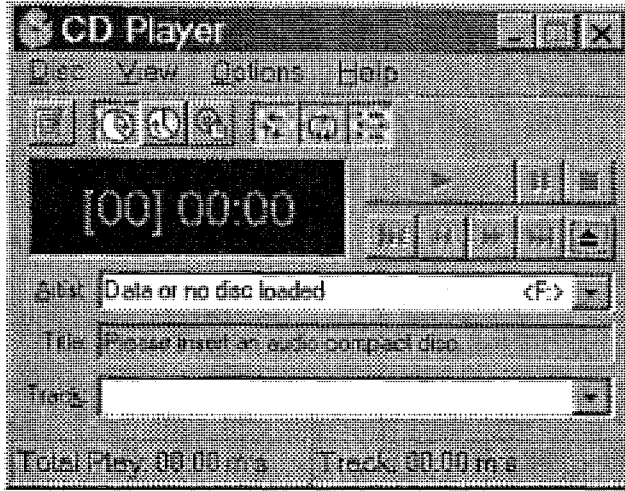 CD Player
Disc View Options Help
[00] 00:00
Artist: Data or no disc loaded <F:>
Title: Please insert an audio compact disc
Track:
Total Play: 00:00 m:s Track: 00:00 m:s